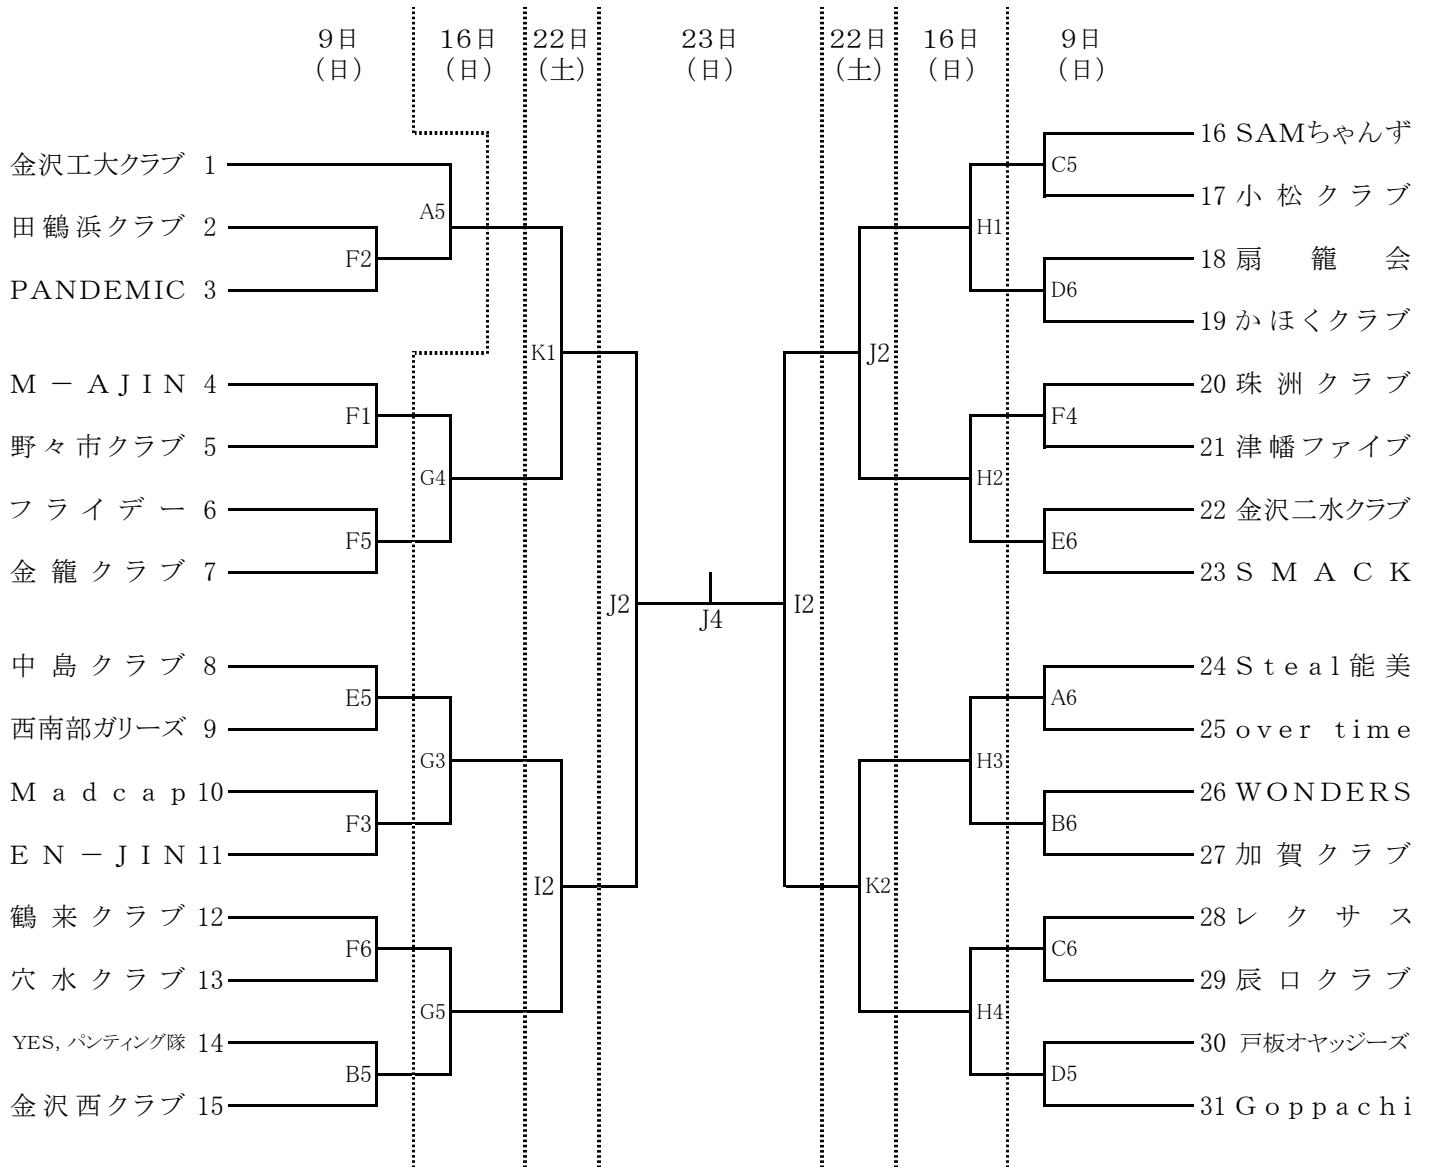 9日 16日 22日 23日 22日 16日 9日
（日） （日） （土） （日） （土） （日） （日）
金沢工大クラブ 1
田鶴浜クラブ 2
PANDEMIC 3
M－AJIN 4
野々市クラブ 5
フライデー 6
金籠クラブ 7
中島クラブ 8
西南部ガリーズ 9
Madcap 10
EN－JIN 11
鶴来クラブ 12
穴水クラブ 13
YES, パンティング隊 14
金沢西クラブ 15
F2
F1
F5
E5
F3
F6
B5
A5
G4
G3
G5
K1
I2
J2
J4
I2
J2
K2
H1
H2
H3
H4
C5
D6
F4
E6
A6
B6
C6
D5
16 SAMちゃんず
17 小松クラブ
18 扇籠会
19 かほくクラブ
20 珠洲クラブ
21 津幡ファイブ
22 金沢二水クラブ
23 SMACK
24 Steal能美
25 over time
26 WONDERS
27 加賀クラブ
28 レクサス
29 辰口クラブ
30 戸板オヤッジーズ
31 Goppachi